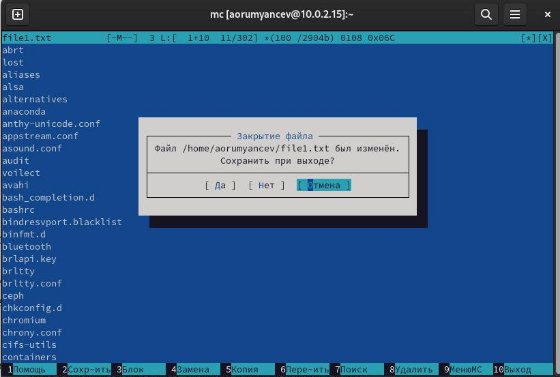 mc [aorumyancev@10.0.2.15]:~
file1.txt [-M--] 3 L:[ 1+10 11/302] *(100 /2904b) 0108 0x06C [*][X]
abrt
lost
aliases
alsa
alternatives
anaconda
anthy-unicode.conf
appstream.conf
asound.conf
audit
voilect
avahi
bash_completion.d
bashrc
bindresvport.blacklist
binfmt.d
bluetooth
brlapi.key
brltty
brltty.conf
ceph
chkconfig.d
chromium
chrony.conf
cifs-utils
containers
Закрытие файла
Файл /home/aorumyancev/file1.txt был изменён.
Сохранить при выходе?
[ Да ] [ Нет ] [ Отмена ]
1Помощь 2Сохр~ить 3Блок 4Замена 5Копия 6Пере~ить 7Поиск 8Удалить 9МенюMC 10Выход